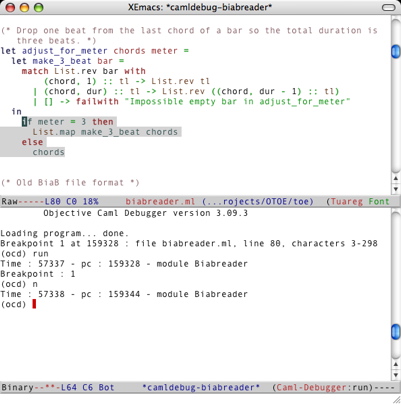 XEmacs: *camldebug-biabreader*
(* Drop one beat from the last chord of a bar so the total duration is
three beats. *)
let adjust_for_meter chords meter =
let make_3_beat bar =
match List.rev bar with
(chord, 1) :: tl -> List.rev tl
| (chord, dur) :: tl -> List.rev ((chord, dur - 1) :: tl)
| [] -> failwith "Impossible empty bar in adjust_for_meter"
in
if meter = 3 then
List.map make_3_beat chords
else
chords
(* Old BiaB file format *)
Raw-----L80 C0 18% biabreader.ml (...rojects/OTOE/toe) (Tuareg Font
Objective Caml Debugger version 3.09.3
Loading program... done.
Breakpoint 1 at 159328 : file biabreader.ml, line 80, characters 3-298
(ocd) run
Time : 57337 - pc : 159328 - module Biabreader
Breakpoint : 1
(ocd) n
Time : 57338 - pc : 159344 - module Biabreader
(ocd)
Binary--**-L64 C6 Bot *camldebug-biabreader* (Caml-Debugger:run)----